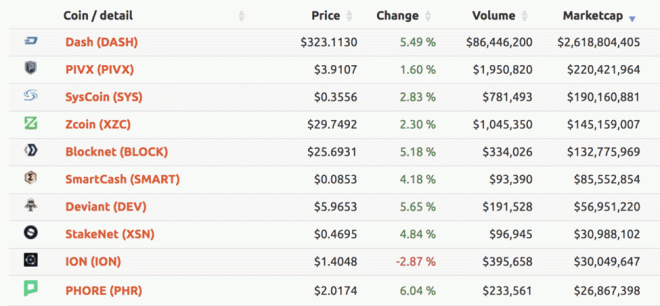 Coin / detail Price Change Volume Marketcap
Dash (DASH) $323.1130 5.49 % $86,446,200 $2,618,804,405
PIVX (PIVX) $3.9107 1.60 % $1,950,820 $220,421,964
SysCoin (SYS) $0.3556 2.83 % $781,493 $190,160,881
Zcoin (XZC) $29.7492 2.30 % $1,045,350 $145,159,007
Blocknet (BLOCK) $25.6931 5.18 % $334,026 $132,775,969
SmartCash (SMART) $0.0853 4.18 % $93,390 $85,552,854
Deviant (DEV) $5.9653 5.65 % $191,528 $56,951,220
StakeNet (XSN) $0.4695 4.84 % $96,945 $30,988,102
ION (ION) $1.4048 -2.87 % $395,658 $30,049,647
PHORE (PHR) $2.0174 6.04 % $233,561 $26,867,398